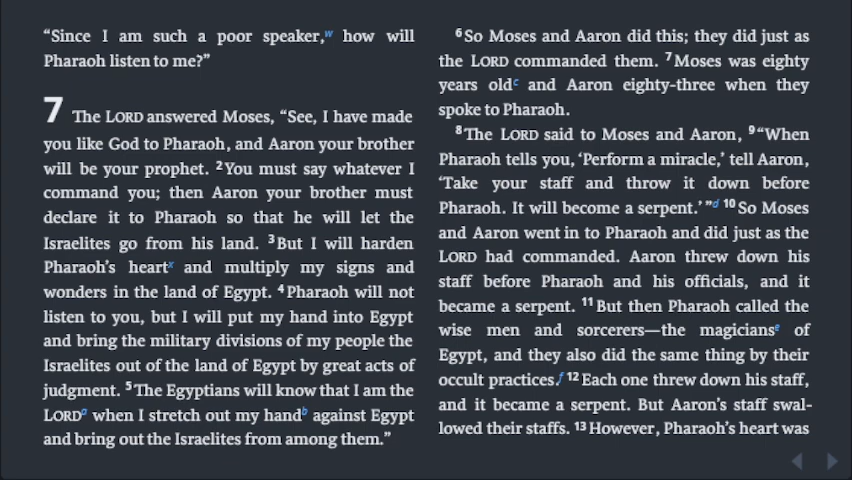 “Since I am such a poor speaker,w how will
Pharaoh listen to me?”
7 The LORD answered Moses, “See, I have made
you like God to Pharaoh, and Aaron your brother
will be your prophet. 2 You must say whatever I
command you; then Aaron your brother must
declare it to Pharaoh so that he will let the
Israelites go from his land. 3 But I will harden
Pharaoh’s heartx and multiply my signs and
wonders in the land of Egypt. 4 Pharaoh will not
listen to you, but I will put my hand into Egypt
and bring the military divisions of my people the
Israelites out of the land of Egypt by great acts of
judgment. 5 The Egyptians will know that I am the
LORDa when I stretch out my handb against Egypt
and bring out the Israelites from among them.”
6 So Moses and Aaron did this; they did just as
the LORD commanded them. 7 Moses was eighty
years oldc and Aaron eighty-three when they
spoke to Pharaoh.
8 The LORD said to Moses and Aaron, 9 “When
Pharaoh tells you, ‘Perform a miracle,’ tell Aaron,
‘Take your staff and throw it down before
Pharaoh. It will become a serpent.’ ”d 10 So Moses
and Aaron went in to Pharaoh and did just as the
LORD had commanded. Aaron threw down his
staff before Pharaoh and his officials, and it
became a serpent. 11 But then Pharaoh called the
wise men and sorcerers—the magicianse of
Egypt, and they also did the same thing by their
occult practices.f 12 Each one threw down his staff,
and it became a serpent. But Aaron’s staff swal-
lowed their staffs. 13 However, Pharaoh’s heart was